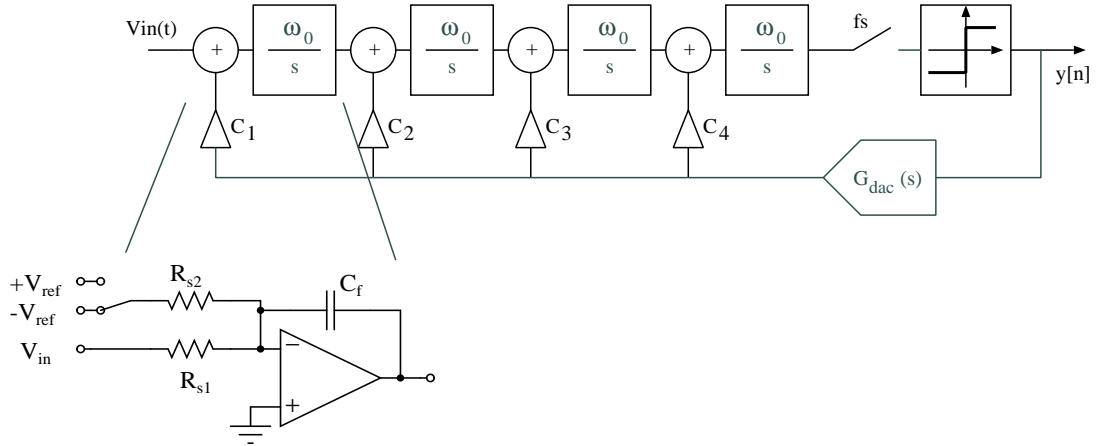 Vin(t)
+
ω0
s
+
ω0
s
+
ω0
s
+
ω0
s
fs
y[n]
C1
C2
C3
C4
Gdac (s)
+Vref
-Vref
Vin
Rs2
Rs1
Cf
−
+